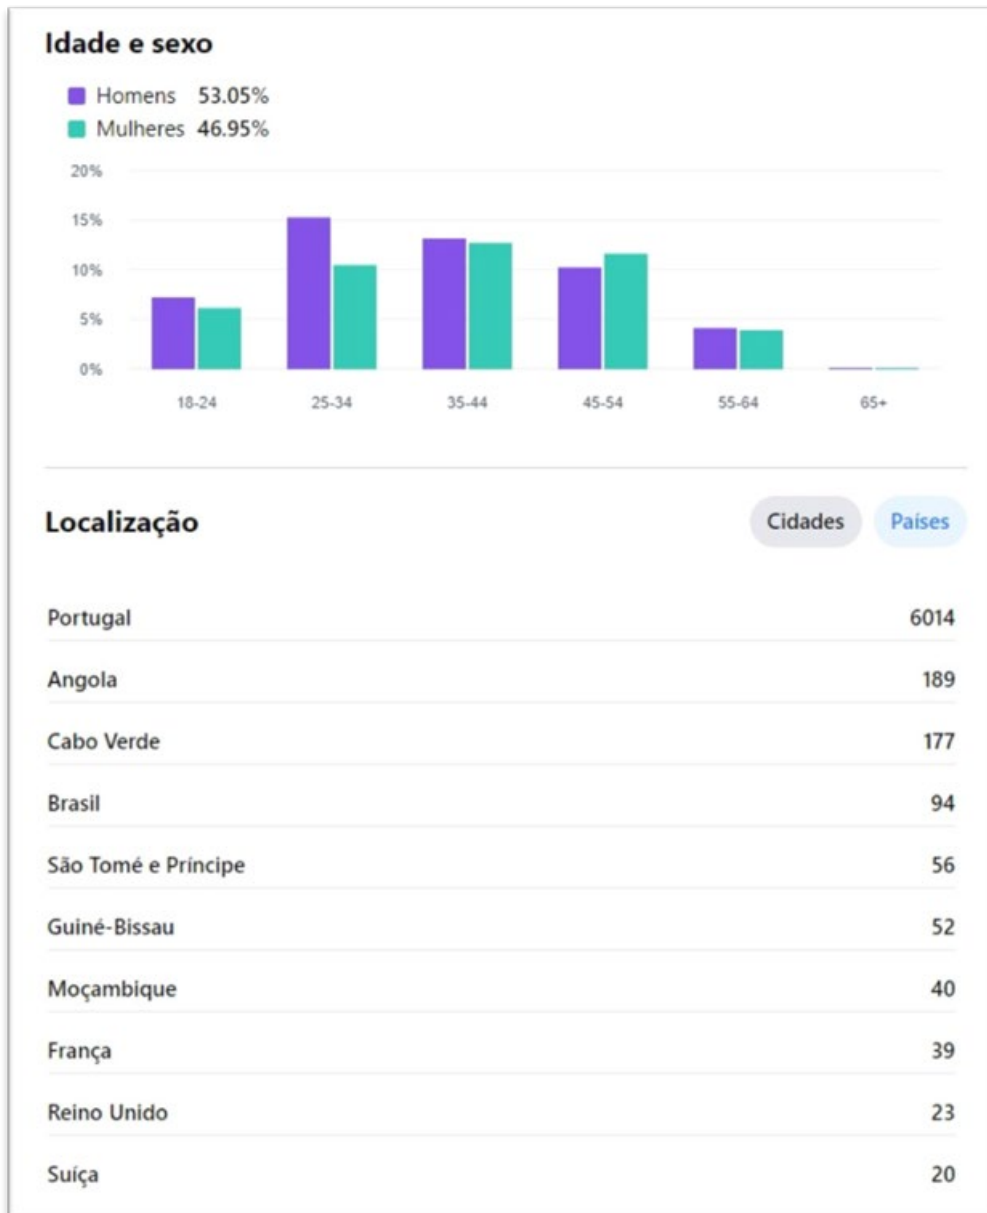 Idade e sexo
Homens 53.05%
Mulheres 46.95%
20%
15%
10%
5%
0%
18-24 25-34 35-44 45-54 55-64 65+
Localização Cidades Países
Portugal 6014
Angola 189
Cabo Verde 177
Brasil 94
São Tomé e Príncipe 56
Guiné-Bissau 52
Moçambique 40
França 39
Reino Unido 23
Suíça 20